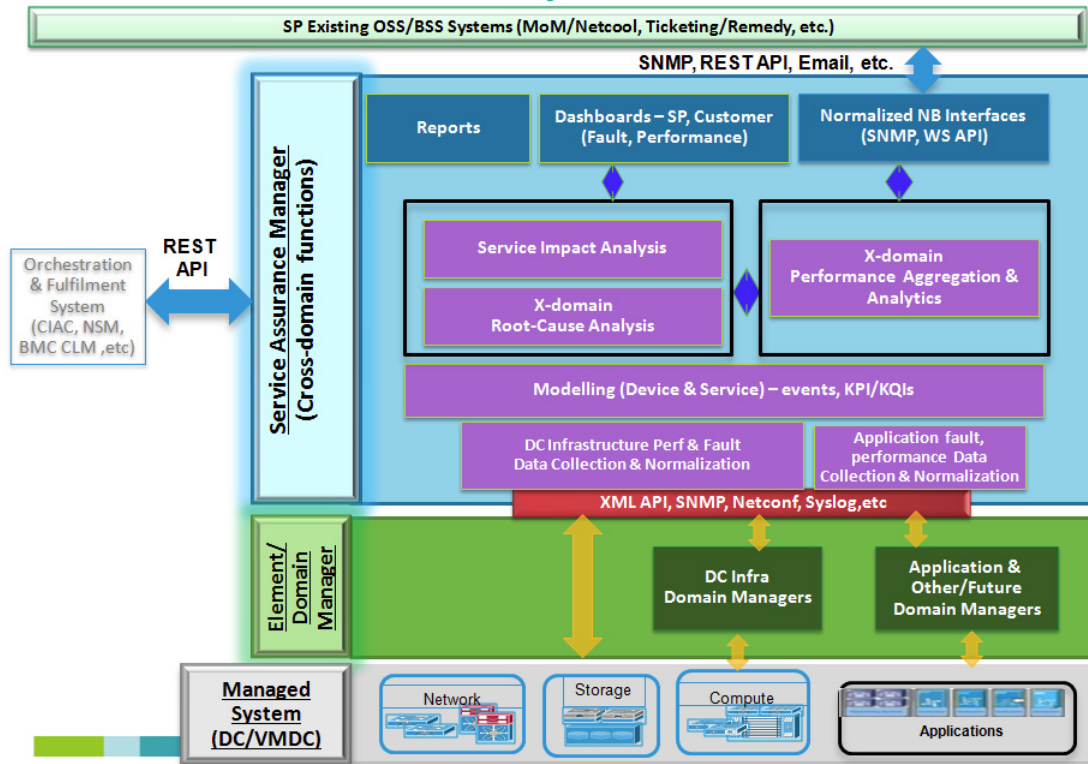 SP Existing OSS/BSS Systems (MoM/Netcool, Ticketing/Remedy, etc.)
SNMP, REST API, Email, etc.
Service Assurance Manager
(Cross-domain functions)
Reports
Dashboards – SP, Customer
(Fault, Performance)
Normalized NB Interfaces
(SNMP, WS API)
REST
API
Orchestration
& Fulfilment
System
(CIAC, NSM,
BMC CLM ,etc)
Service Impact Analysis
X-domain
Root-Cause Analysis
X-domain
Performance Aggregation &
Analytics
Modelling (Device & Service) – events, KPI/KQIs
DC Infrastructure Perf & Fault
Data Collection & Normalization
Application fault,
performance Data
Collection & Normalization
XML API, SNMP, Netconf, Syslog,etc
Element/
Domain
Manager
DC Infra
Domain Managers
Application &
Other/Future
Domain Managers
Managed
System
(DC/VMDC)
Network
Storage
Compute
Applications